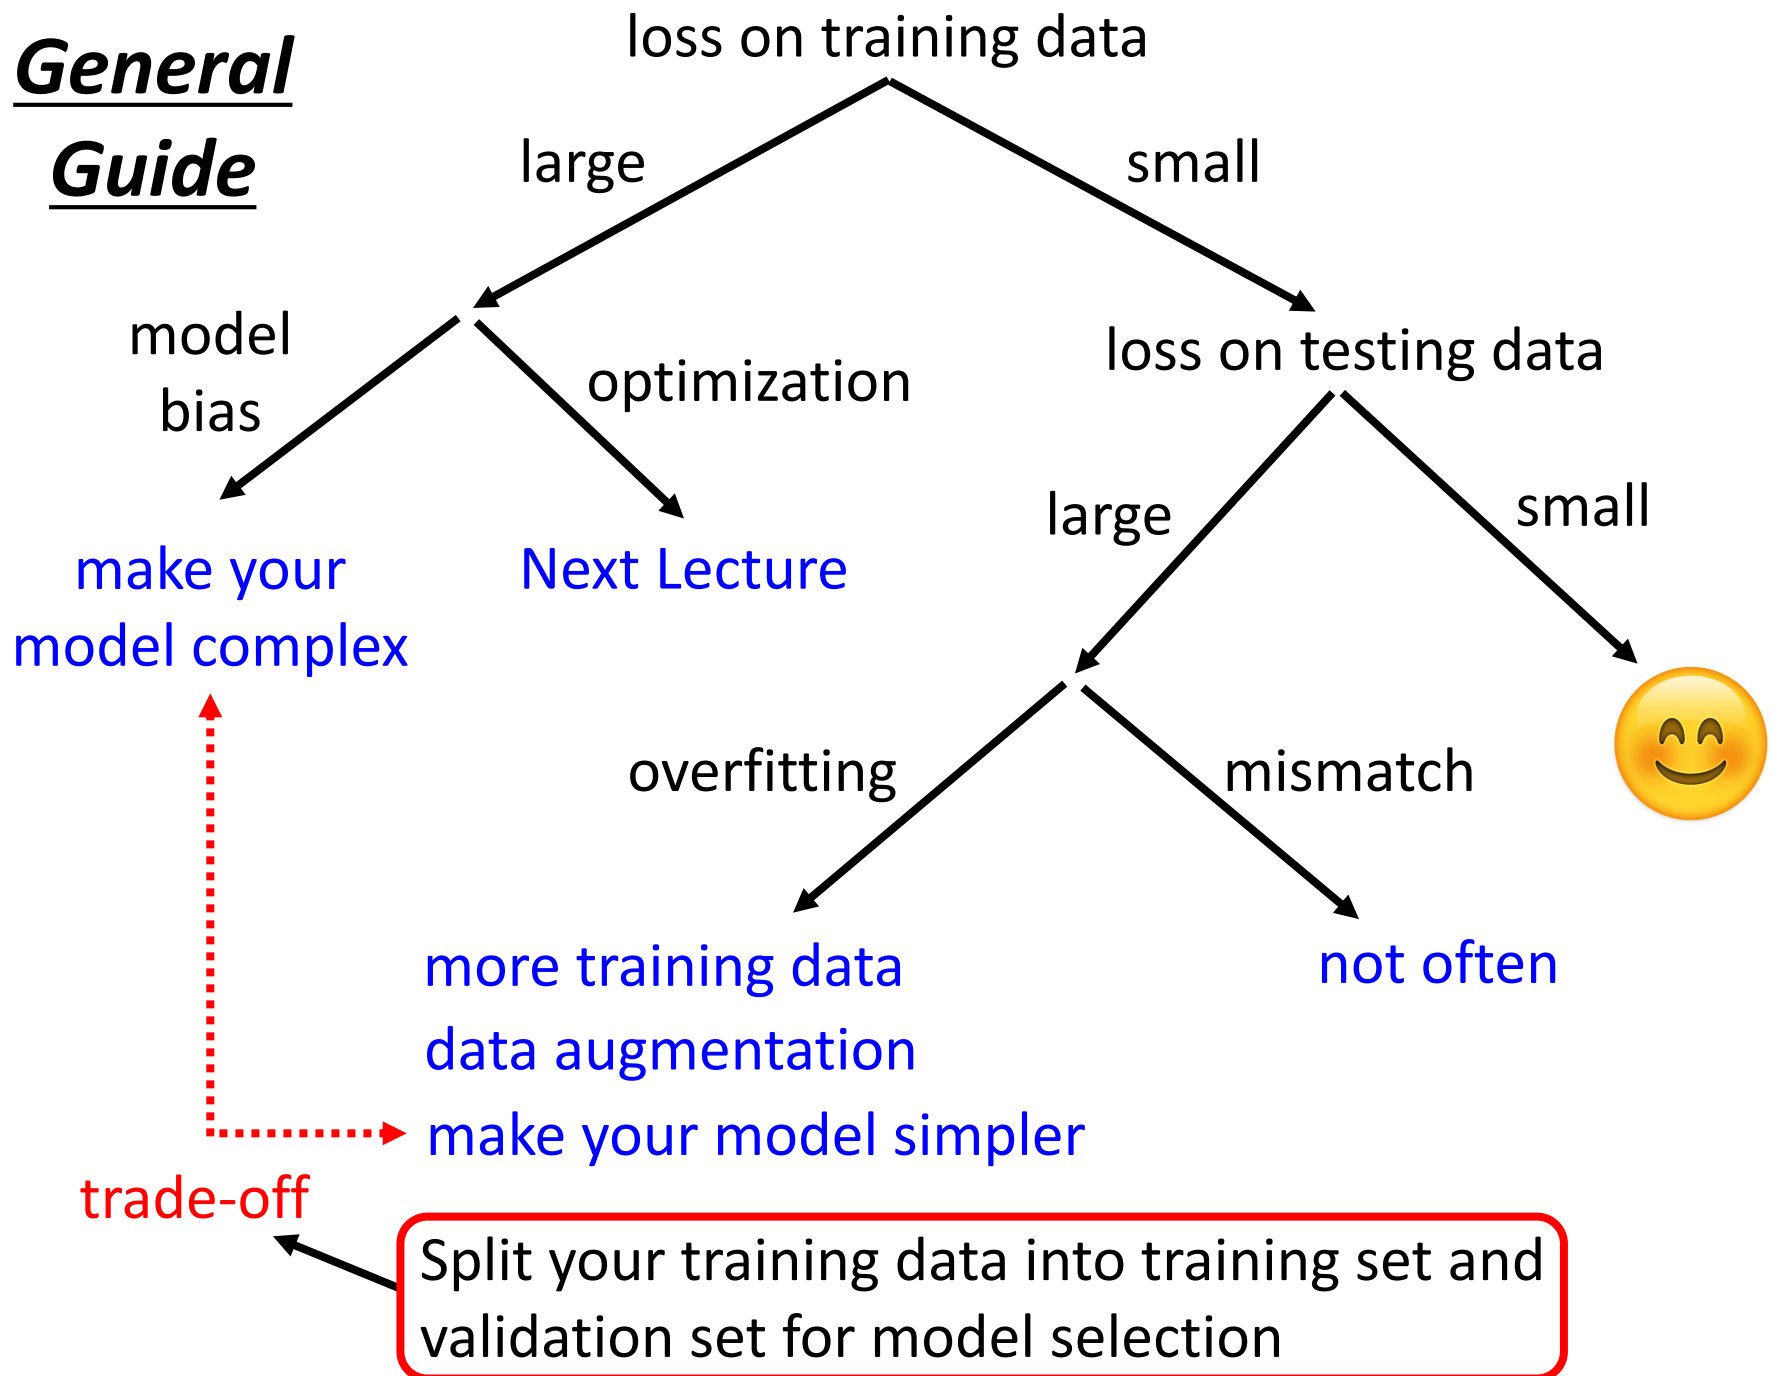 General
Guide
loss on training data
large
small
model
bias
optimization
loss on testing data
make your
model complex
Next Lecture
large
small
overfitting
mismatch
more training data
data augmentation
make your model simpler
not often
trade-off
Split your training data into training set and
validation set for model selection